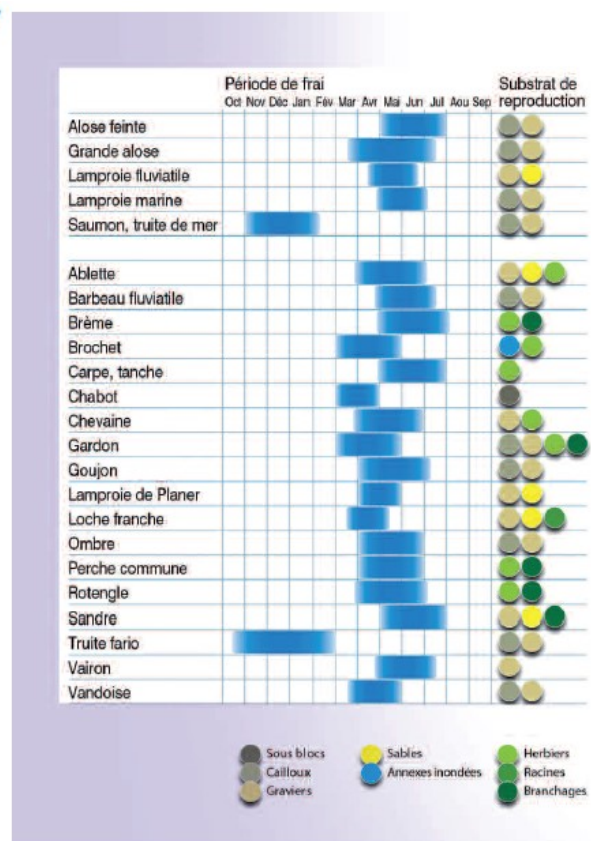 Période de frai
Substrat de reproduction
Oct Nov Déc Jan Fév Mar Avr Mai Jun Jul Aou Sep
Alose feinte
Grande alose
Lamproie fluviatile
Lamproie marine
Saumon, truite de mer
Ablette
Barbeau fluviatile
Brème
Brochet
Carpe, tanche
Chabot
Chevaine
Gardon
Goujon
Lamproie de Planer
Loche franche
Ombre
Perche commune
Rotengle
Sandre
Truite fario
Vairon
Vandoise
Sous blocs
Cailloux
Graviers
Sables
Annexes inondées
Herbiers
Racines
Branchages